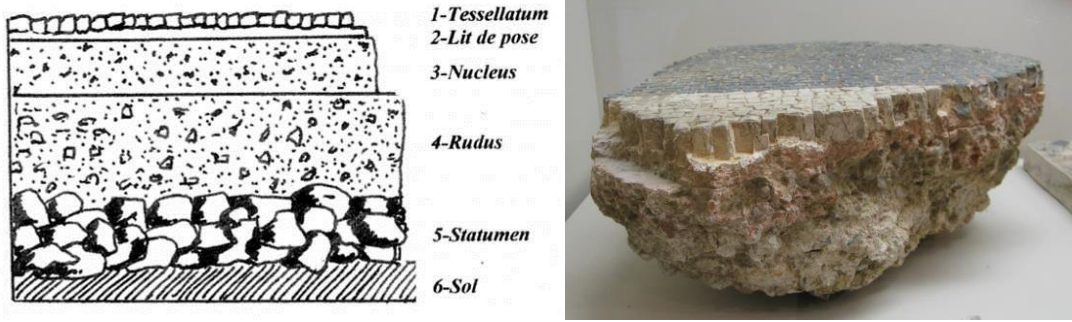 1-Tessellatum
2-Lit de pose
3-Nucleus
4-Rudus
5-Statumen
6-Sol